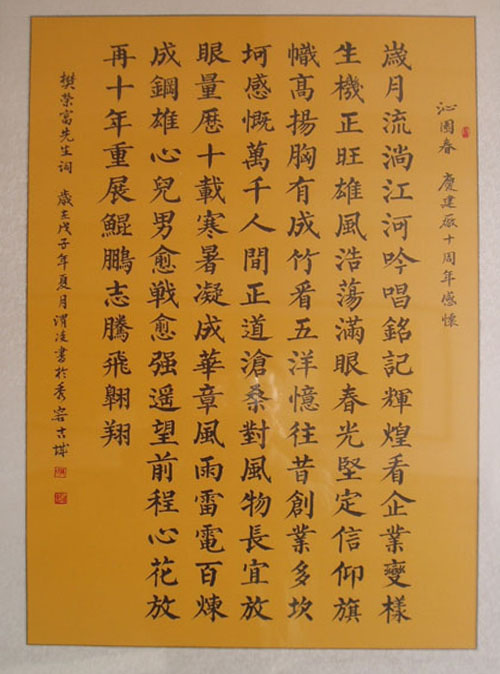 沁園春 慶建厰十周年感懷
歲月流淌江河吟唱銘記輝煌看企業變樣
生機正旺雄風浩蕩滿眼春光堅定信仰旗
幟髙揚胸有成竹看五洋憶往昔創業多坎
坷感慨萬千人間正道滄桑對風物長宜放
眼量歷十載寒暑凝成華章風雨雷電百煉
成鋼雄心兒男愈戰愈强遥望前程心花放
再十年重展鯤鵬志騰飛翱翔
樊榮富先生詞 歲在戊子年夏月渭凌書於秀容古城